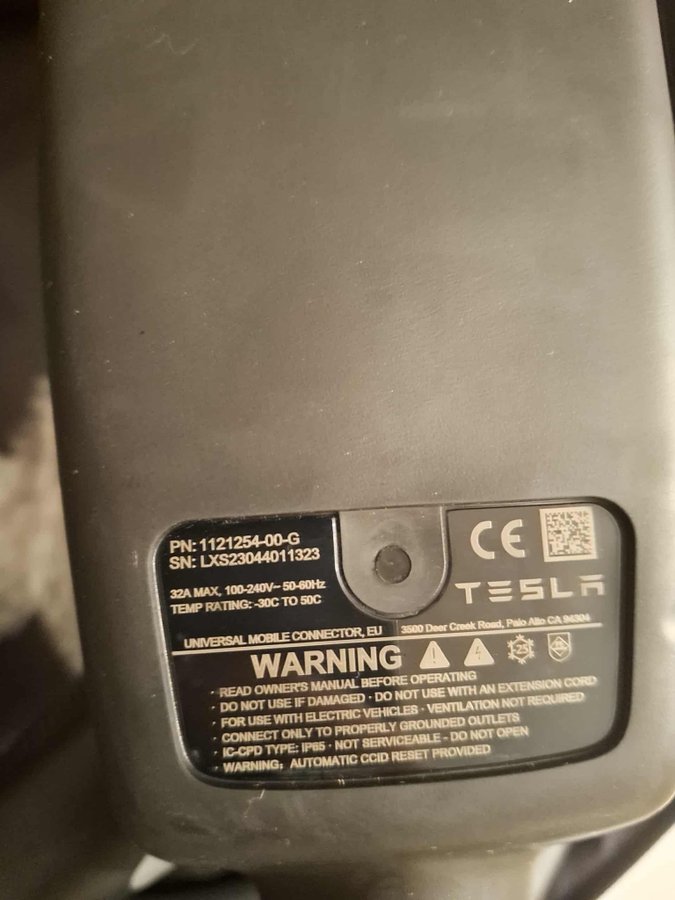 PN: 1121254-00-G
SN: LXS23044011323
32A MAX, 100-240V~ 50-60Hz
TEMP RATING: -30C TO 50C
UNIVERSAL MOBILE CONNECTOR, EU
CE
TESLA
3500 Deer Creek Road, Palo Alto CA 94304
WARNING
25
· READ OWNER'S MANUAL BEFORE OPERATING
· DO NOT USE IF DAMAGED · DO NOT USE WITH AN EXTENSION CORD
· FOR USE WITH ELECTRIC VEHICLES · VENTILATION NOT REQUIRED
· CONNECT ONLY TO PROPERLY GROUNDED OUTLETS
· IC-CPD TYPE: IP65 · NOT SERVICEABLE - DO NOT OPEN
· WARNING: AUTOMATIC CCID RESET PROVIDED